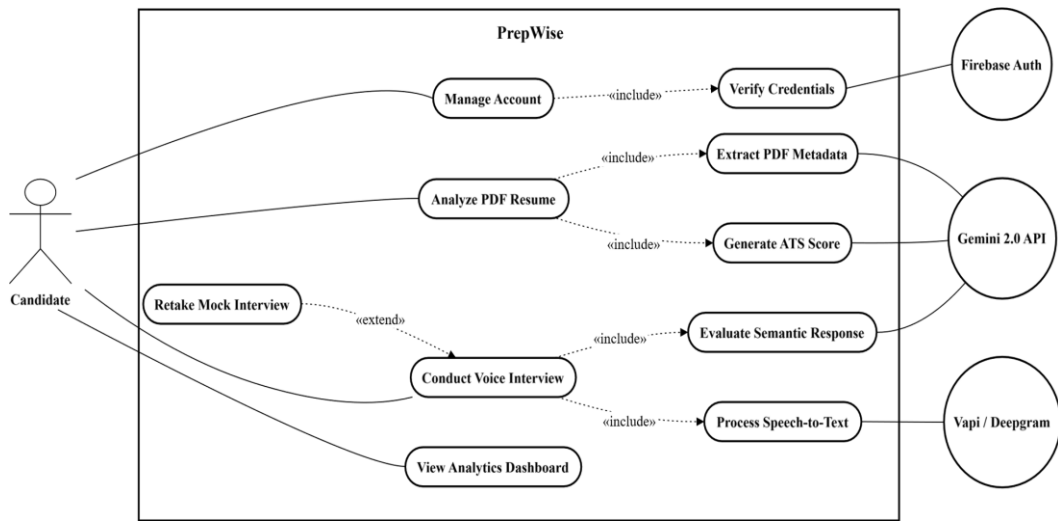 PrepWise
Firebase Auth
Manage Account
«include»
Verify Credentials
«include»
Extract PDF Metadata
Analyze PDF Resume
«include»
Generate ATS Score
Gemini 2.0 API
Candidate
Retake Mock Interview
«extend»
«include»
Evaluate Semantic Response
Conduct Voice Interview
«include»
Process Speech-to-Text
Vapi / Deepgram
View Analytics Dashboard